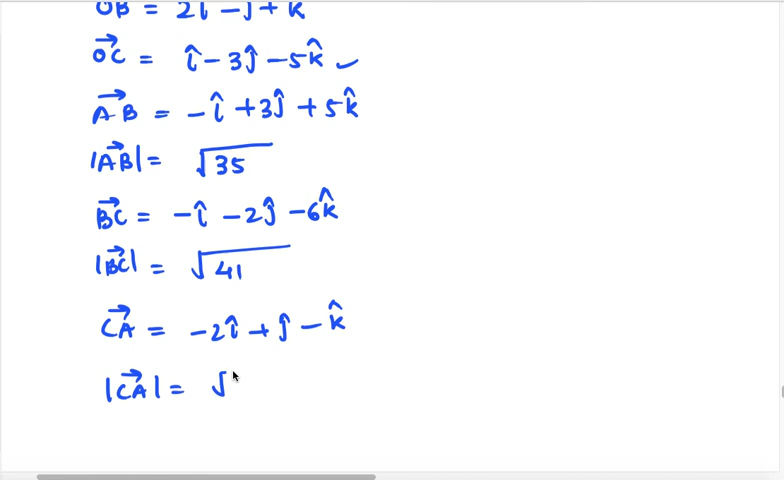 OB = 2î - ĵ + k̂
OC⃗ = î - 3ĵ - 5k̂ ✓
AB⃗ = -î + 3ĵ + 5k̂
|AB⃗| = √35
BC⃗ = -î - 2ĵ - 6k̂
|BC⃗| = √41
CA⃗ = -2î + ĵ - k̂
|CA⃗| = √